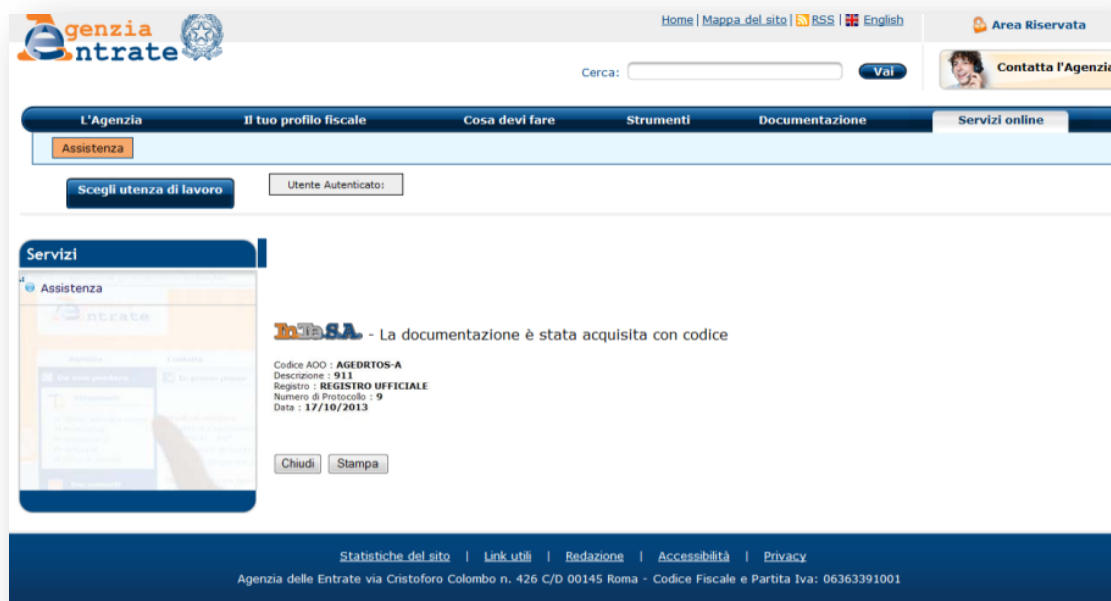 Agenzia
Entrate
Home | Mappa del sito | RSS | English
Area Riservata
Cerca:
Vai
Contatta l'Agenzia
L'Agenzia
Il tuo profilo fiscale
Cosa devi fare
Strumenti
Documentazione
Servizi online
Assistenza
Scegli utenza di lavoro
Utente Autenticato:
Servizi
Assistenza
ntrate
InTeS.A. - La documentazione è stata acquisita con codice
Codice AOO : AGEDRTOS-A
Descrizione : 911
Registro : REGISTRO UFFICIALE
Numero di Protocollo : 9
Data : 17/10/2013
Chiudi
Stampa
Statistiche del sito | Link utili | Redazione | Accessibilità | Privacy
Agenzia delle Entrate via Cristoforo Colombo n. 426 C/D 00145 Roma - Codice Fiscale e Partita Iva: 06363391001